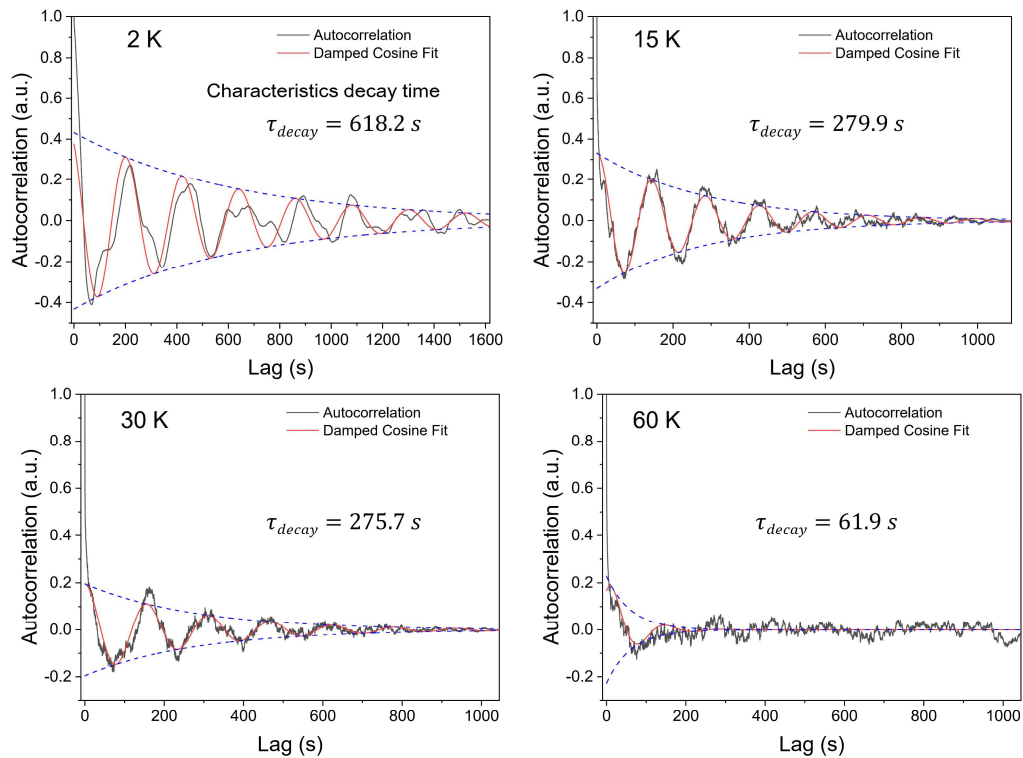 2 K
Autocorrelation
Damped Cosine Fit
Characteristics decay time
τ_decay = 618.2 s
1.0
0.8
0.6
0.4
0.2
0.0
-0.2
-0.4
Autocorrelation (a.u.)
0 200 400 600 800 1000 1200 1400 1600
Lag (s)
15 K
Autocorrelation
Damped Cosine Fit
τ_decay = 279.9 s
1.0
0.8
0.6
0.4
0.2
0.0
-0.2
-0.4
Autocorrelation (a.u.)
0 200 400 600 800 1000
Lag (s)
30 K
Autocorrelation
Damped Cosine Fit
τ_decay = 275.7 s
1.0
0.8
0.6
0.4
0.2
0.0
-0.2
Autocorrelation (a.u.)
0 200 400 600 800 1000
Lag (s)
60 K
Autocorrelation
Damped Cosine Fit
τ_decay = 61.9 s
1.0
0.8
0.6
0.4
0.2
0.0
-0.2
Autocorrelation (a.u.)
0 200 400 600 800 1000
Lag (s)